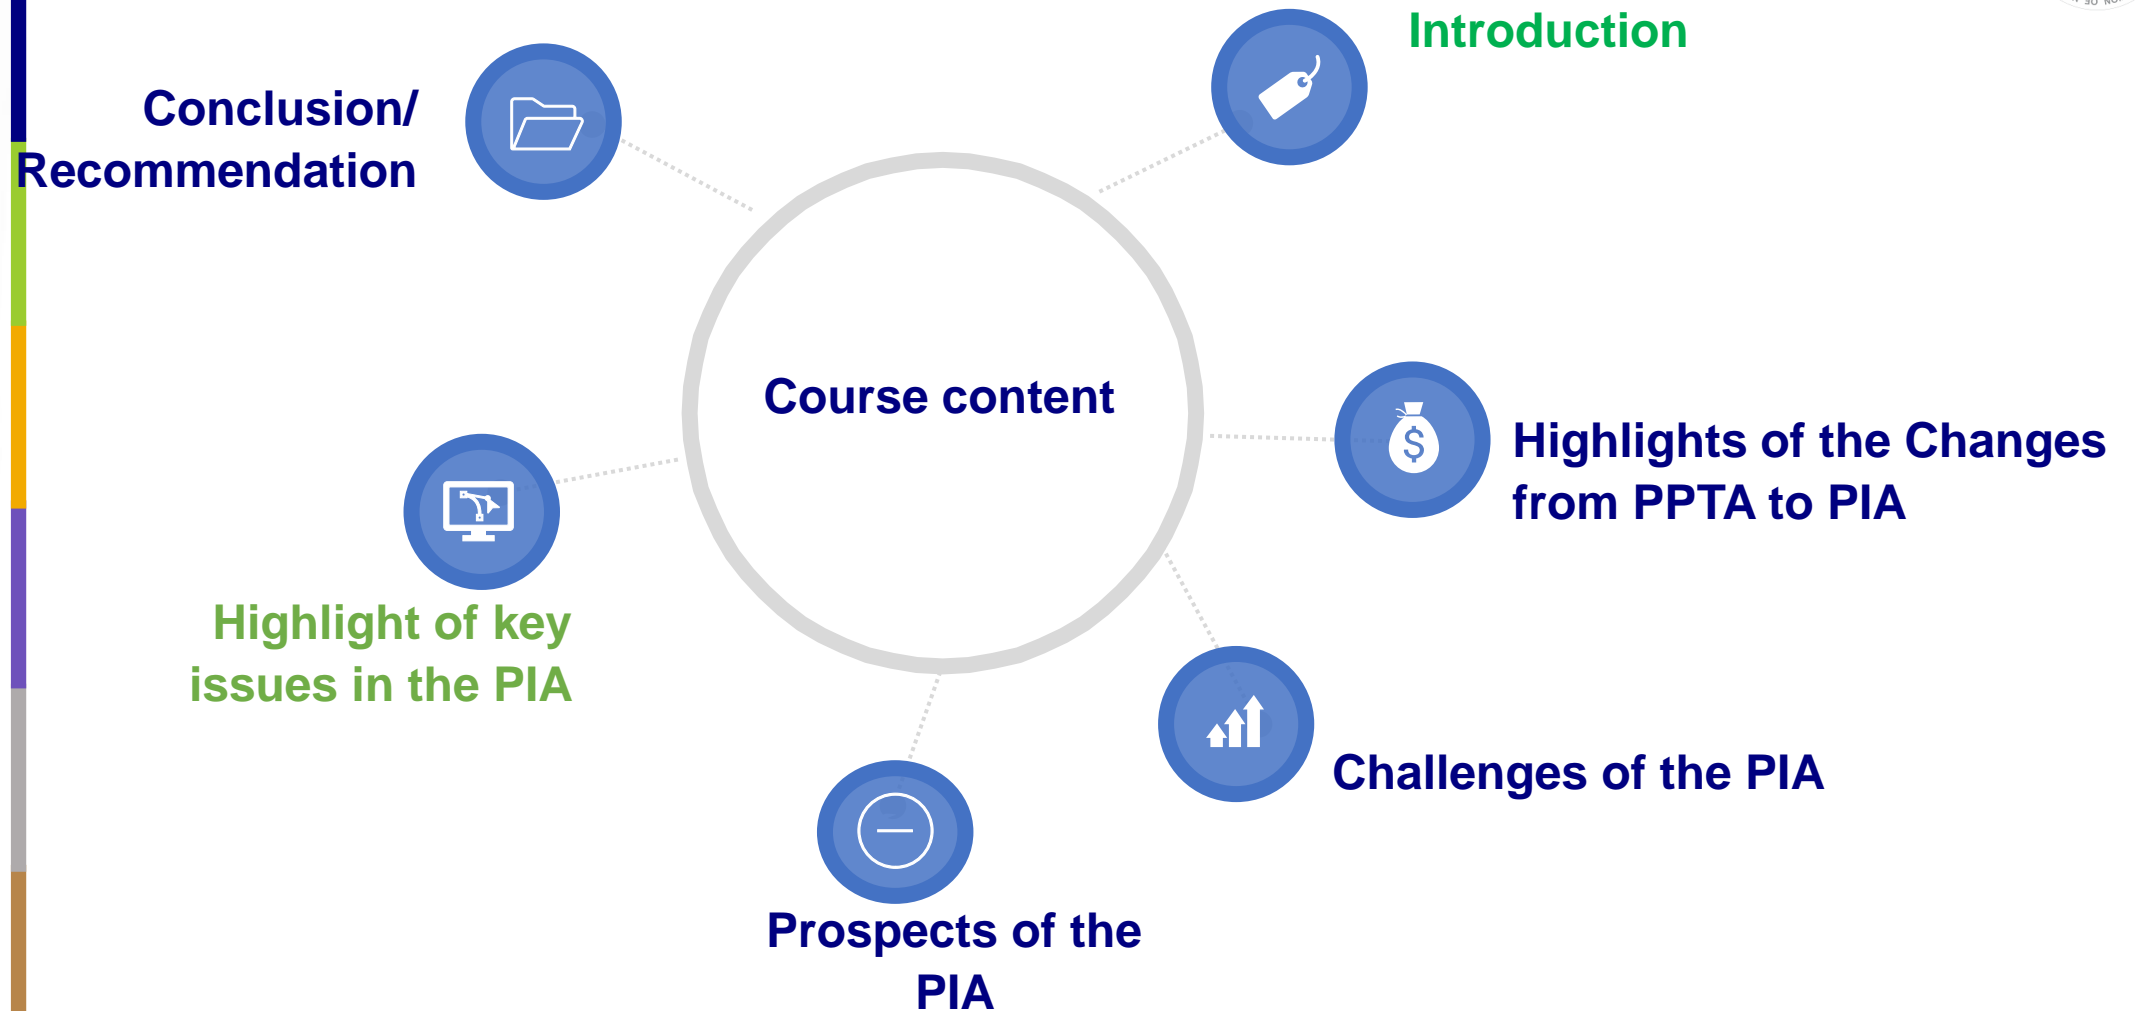 Introduction
Conclusion/
Recommendation
Course content
Highlights of the Changes
from PPTA to PIA
Highlight of key
issues in the PIA
Challenges of the PIA
Prospects of the
PIA
$